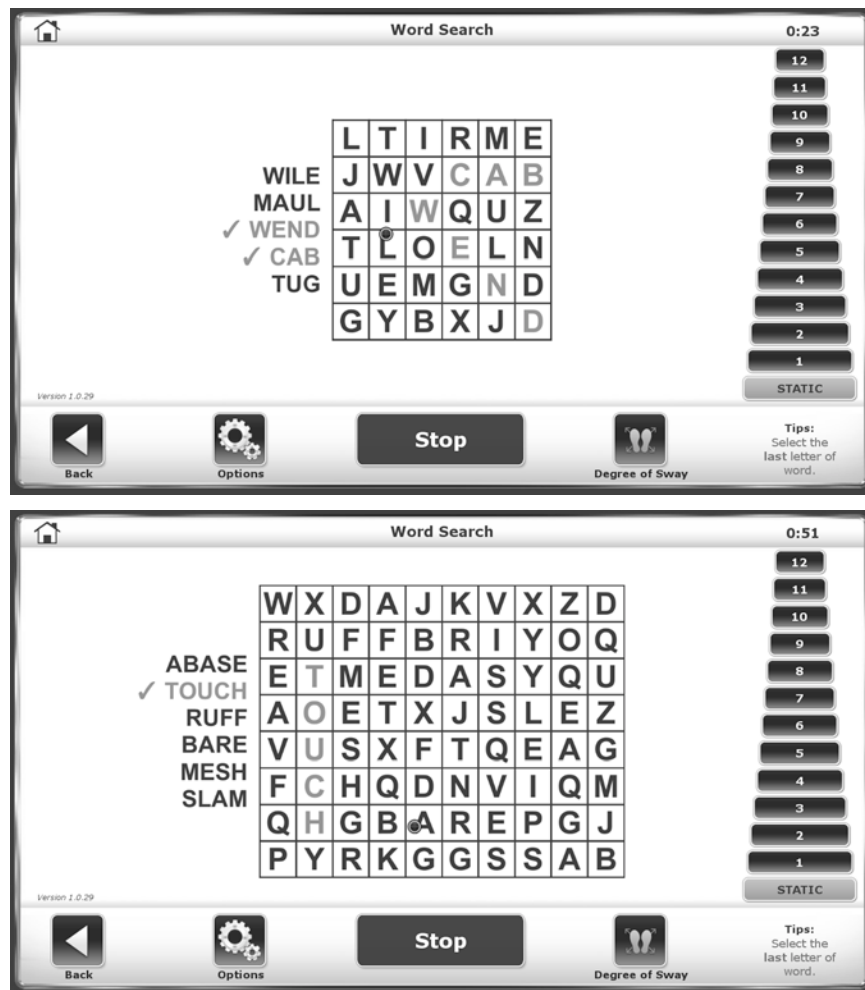 Word Search
0:23
12
11
10
9
8
7
6
5
4
3
2
1
STATIC
WILE
MAUL
✓ WEND
✓ CAB
TUG
L T I R M E
J W V C A B
A I W Q U Z
T L O E L N
U E M G N D
G Y B X J D
Version 1.0.29
Back
Options
Stop
Degree of Sway
Tips:
Select the
last letter of
word.
Word Search
0:51
12
11
10
9
8
7
6
5
4
3
2
1
STATIC
ABASE
✓ TOUCH
RUFF
BARE
MESH
SLAM
W X D A J K V X Z D
R U F F B R I Y O Q
E T M E D A S Y Q U
A O E T X J S L E Z
V U S X F T Q E A G
F C H Q D N V I Q M
Q H G B A R E P G J
P Y R K G G S S A B
Version 1.0.29
Back
Options
Stop
Degree of Sway
Tips:
Select the
last letter of
word.